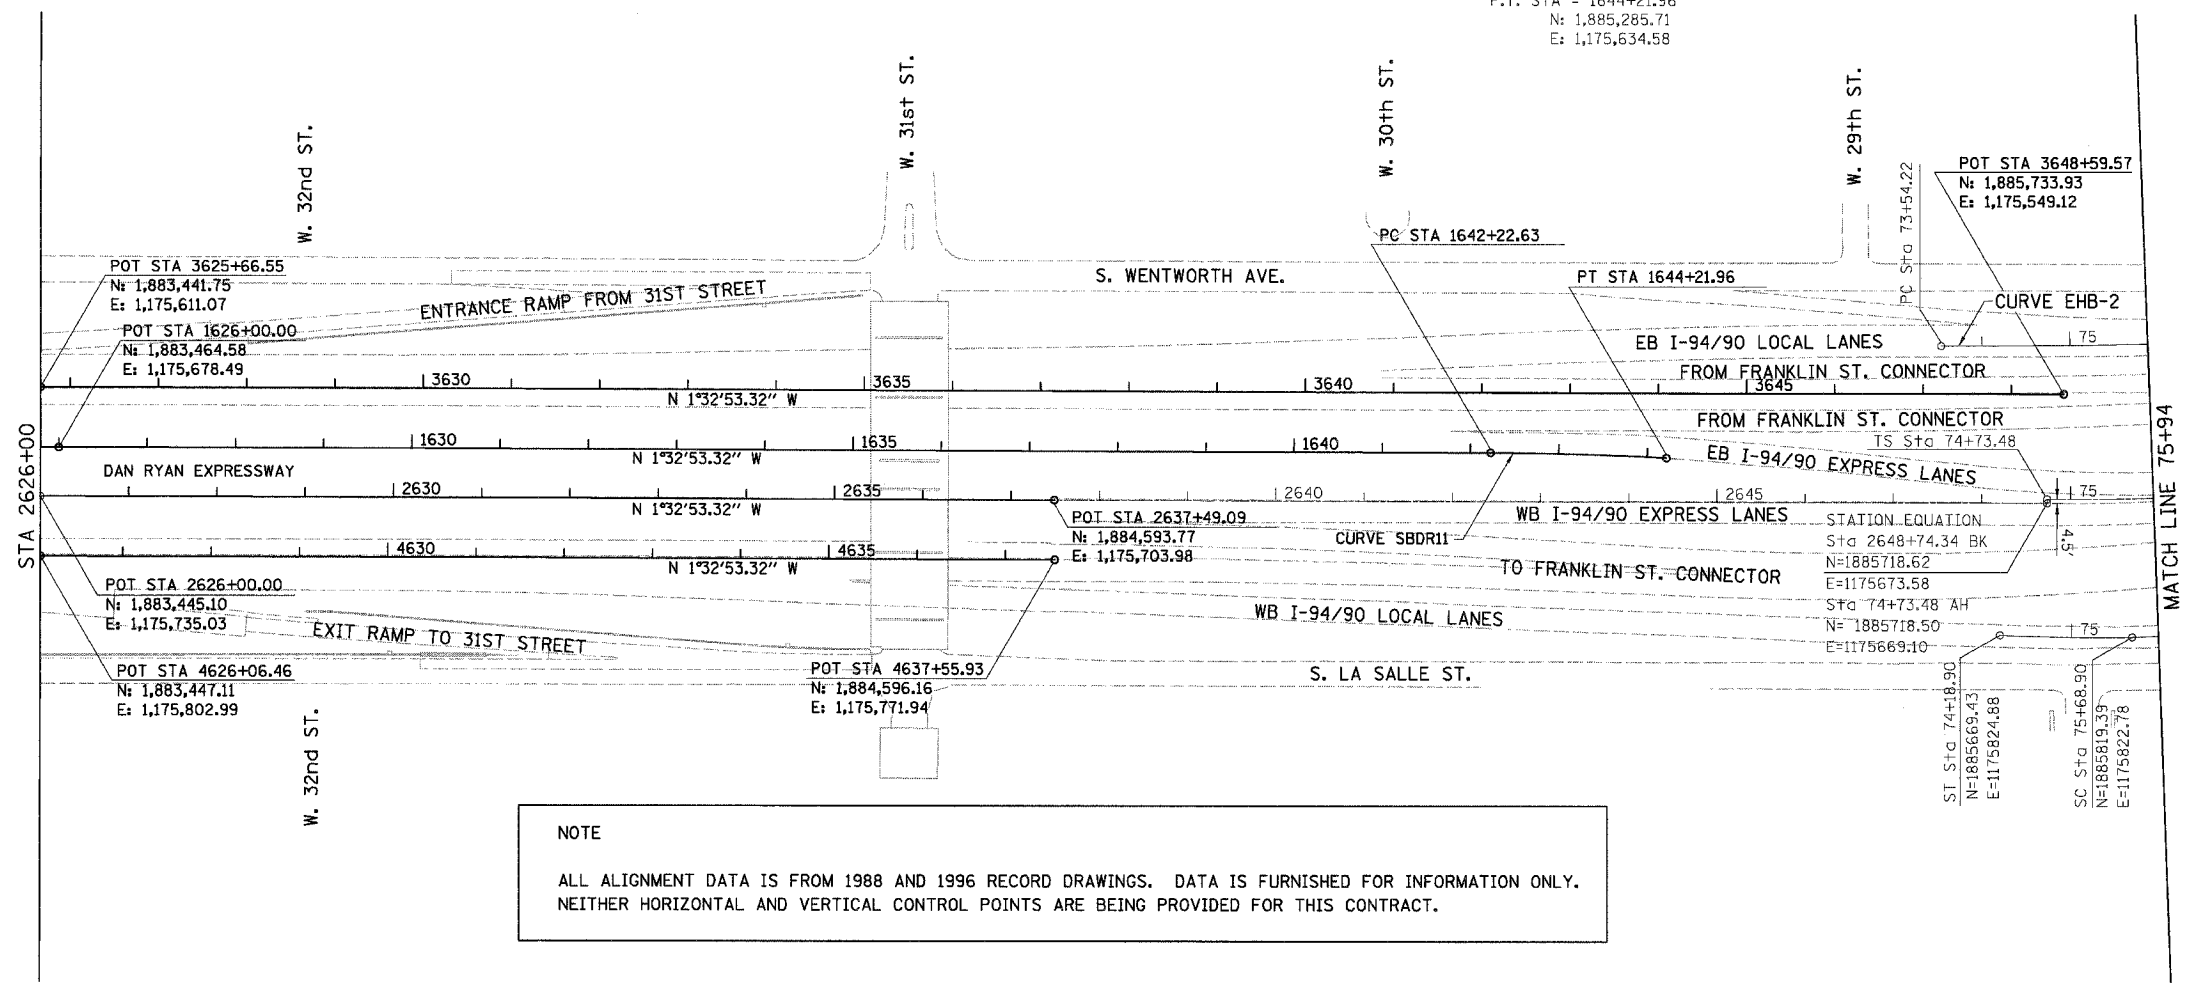 P.T. STA = 1644+21.96
N: 1,885,285.71
E: 1,175,634.58
W. 32nd ST.
W. 31st ST.
W. 30th ST.
W. 29th ST.
PC Sta 73+54.22
POT STA 3648+59.57
N: 1,885,733.93
E: 1,175,549.12
PC STA 1642+22.63
POT STA 3625+66.55
N: 1,883,441.75
E: 1,175,611.07
ENTRANCE RAMP FROM 31ST STREET
S. WENTWORTH AVE.
PT STA 1644+21.96
CURVE EHB-2
POT STA 1626+00.00
N: 1,883,464.58
E: 1,175,678.49
EB I-94/90 LOCAL LANES
75
FROM FRANKLIN ST. CONNECTOR
3630
3635
3640
3645
N 1°32'53.32" W
FROM FRANKLIN ST. CONNECTOR
TS Sta 74+73.48
1630
1635
1640
N 1°32'53.32" W
EB I-94/90 EXPRESS LANES
DAN RYAN EXPRESSWAY
2630
2635
2640
2645
75
N 1°32'53.32" W
WB I-94/90 EXPRESS LANES
STA 2626+00
MATCH LINE 75+94
POT STA 2637+49.09
N: 1,884,593.77
E: 1,175,703.98
CURVE SBDR11
STATION EQUATION
Sta 2648+74.34 BK
N=1885718.62
E=1175673.58
Sta 74+73.48 AH
N= 1885718.50
E=1175669.10
4.5'
4630
4635
N 1°32'53.32" W
TO FRANKLIN ST. CONNECTOR
POT STA 2626+00.00
N: 1,883,445.10
E: 1,175,735.03
WB I-94/90 LOCAL LANES
75
EXIT RAMP TO 31ST STREET
POT STA 4626+06.46
N: 1,883,447.11
E: 1,175,802.99
POT STA 4637+55.93
N: 1,884,596.16
E: 1,175,771.94
S. LA SALLE ST.
W. 32nd ST.
ST Sta 74+18.90
N=1885669.43
E=1175824.88
SC Sta 75+68.90
N=1885819.39
E=1175822.78
NOTE
ALL ALIGNMENT DATA IS FROM 1988 AND 1996 RECORD DRAWINGS. DATA IS FURNISHED FOR INFORMATION ONLY.
NEITHER HORIZONTAL AND VERTICAL CONTROL POINTS ARE BEING PROVIDED FOR THIS CONTRACT.